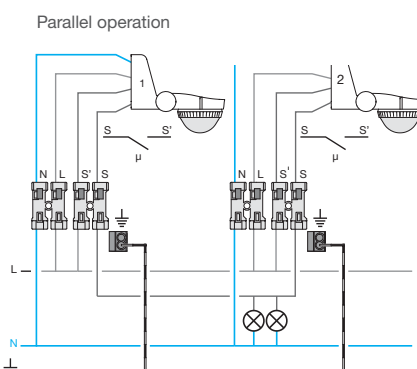 Parallel operation
1
2
S S' S S'
µ µ
N L S' S N L S' S
L
N